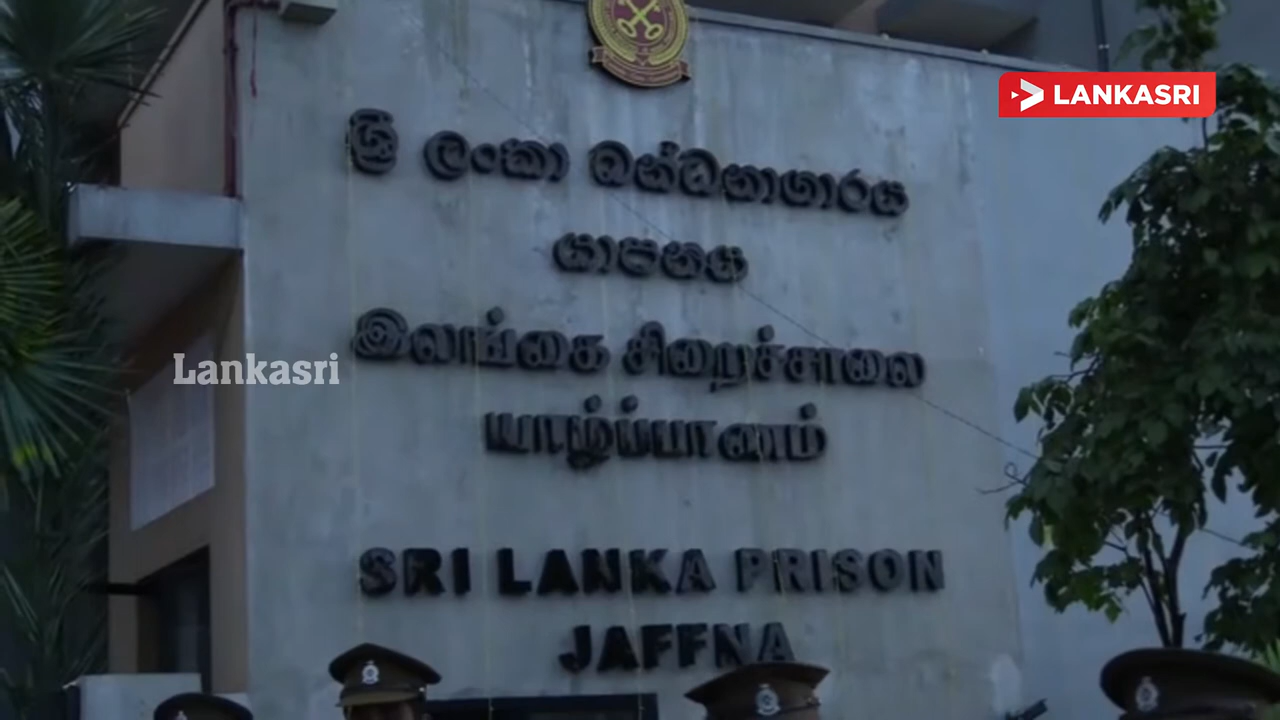 LANKASRI
ශ්‍රී ලංකා බන්ධනාගාරය
යාපනය
இலங்கை சிறைச்சாலை
Lankasri
யாழ்ப்பாணம்
SRI LANKA PRISON
JAFFNA